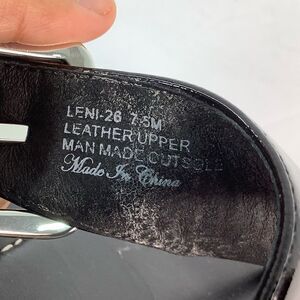 LENI-26 7.5M
LEATHER UPPER
MAN MADE OUTSOLE
Made In China